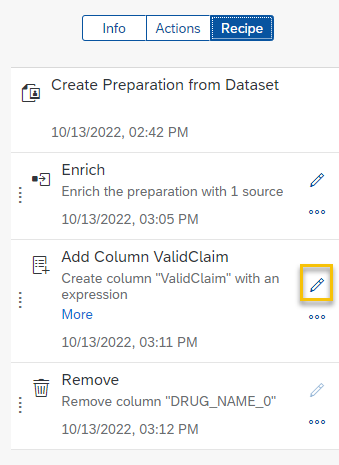 Info Actions Recipe
Create Preparation from Dataset
10/13/2022, 02:42 PM
Enrich
Enrich the preparation with 1 source
10/13/2022, 03:05 PM
Add Column ValidClaim
Create column "ValidClaim" with an
expression
More
10/13/2022, 03:11 PM
Remove
Remove column "DRUG_NAME_0"
10/13/2022, 03:12 PM